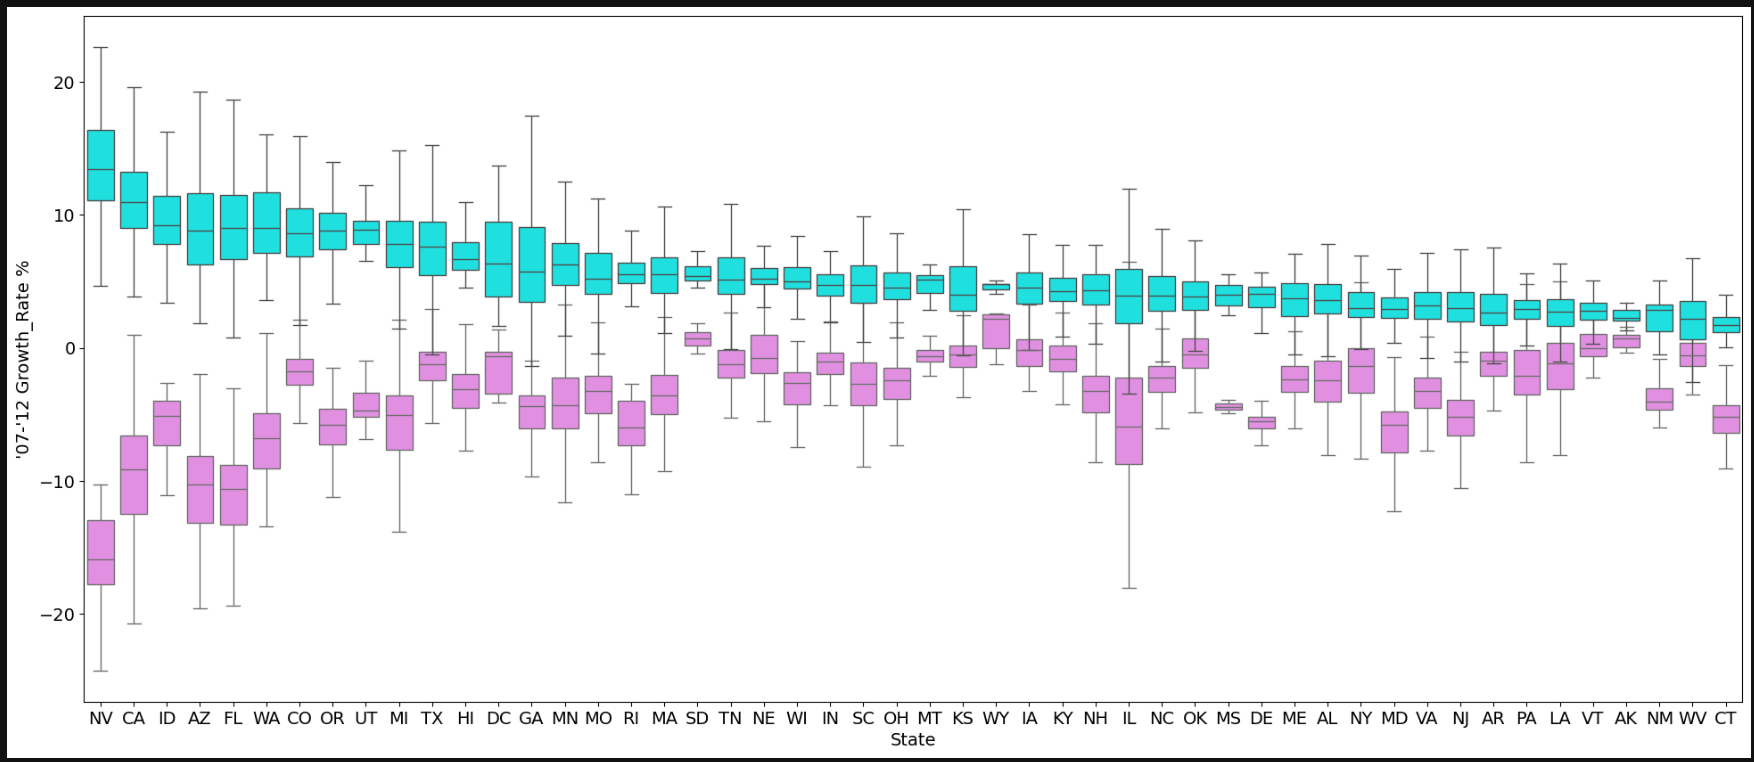 '07-'12 Growth_Rate %
20
10
0
−10
−20
NV CA ID AZ FL WA CO OR UT MI TX HI DC GA MN MO RI MA SD TN NE WI IN SC OH MT KS WY IA KY NH IL NC OK MS DE ME AL NY MD VA NJ AR PA LA VT AK NM WV CT
State